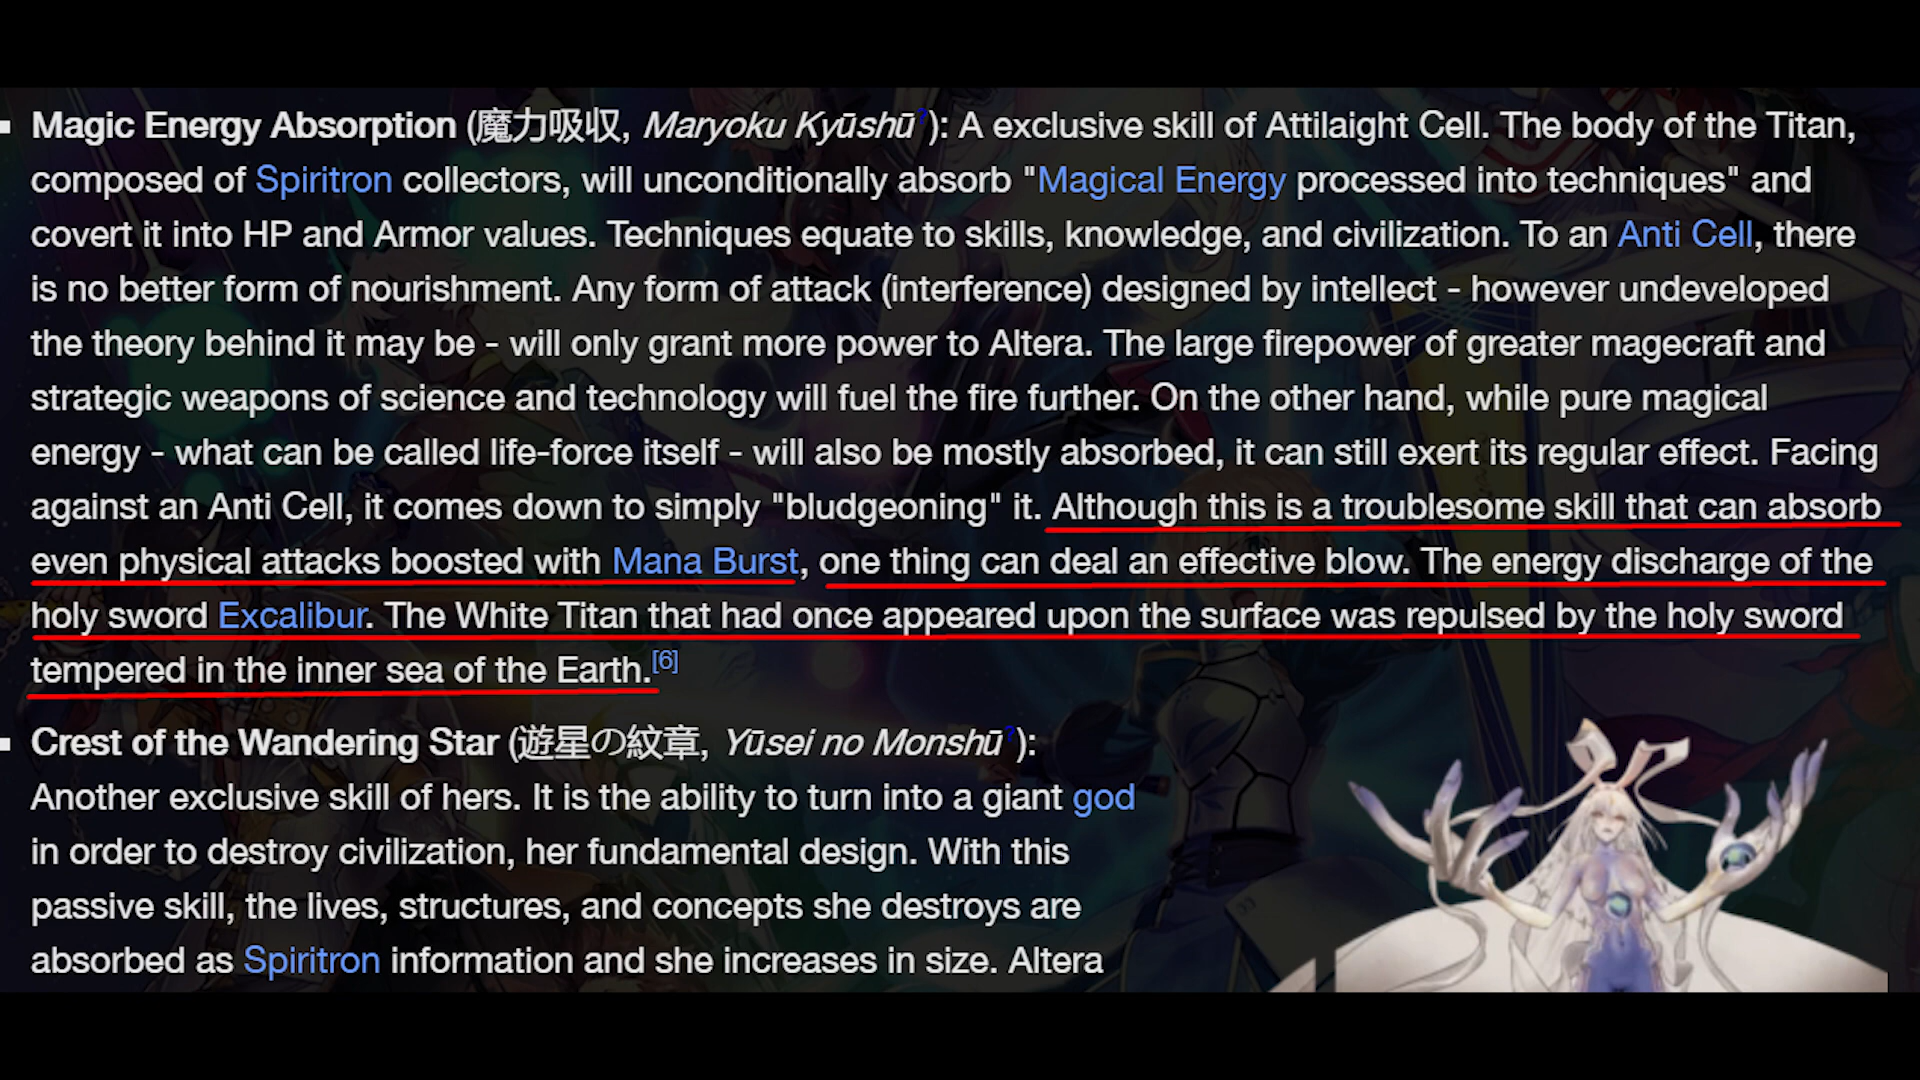 Magic Energy Absorption (魔力吸収, Maryoku Kyūshū?): A exclusive skill of Attilaight Cell. The body of the Titan,
composed of Spiritron collectors, will unconditionally absorb "Magical Energy processed into techniques" and
covert it into HP and Armor values. Techniques equate to skills, knowledge, and civilization. To an Anti Cell, there
is no better form of nourishment. Any form of attack (interference) designed by intellect - however undeveloped
the theory behind it may be - will only grant more power to Altera. The large firepower of greater magecraft and
strategic weapons of science and technology will fuel the fire further. On the other hand, while pure magical
energy - what can be called life-force itself - will also be mostly absorbed, it can still exert its regular effect. Facing
against an Anti Cell, it comes down to simply "bludgeoning" it. Although this is a troublesome skill that can absorb
even physical attacks boosted with Mana Burst, one thing can deal an effective blow. The energy discharge of the
holy sword Excalibur. The White Titan that had once appeared upon the surface was repulsed by the holy sword
tempered in the inner sea of the Earth.[6]
Crest of the Wandering Star (遊星の紋章, Yūsei no Monshū?):
Another exclusive skill of hers. It is the ability to turn into a giant god
in order to destroy civilization, her fundamental design. With this
passive skill, the lives, structures, and concepts she destroys are
absorbed as Spiritron information and she increases in size. Altera